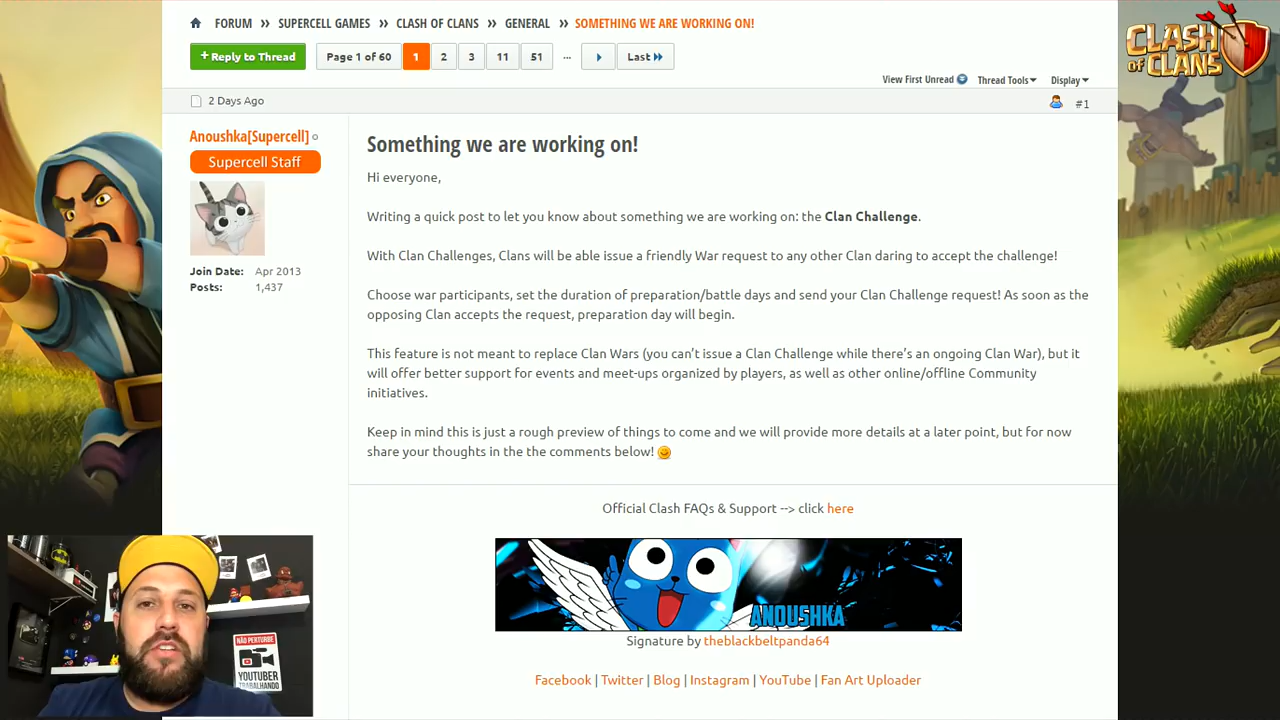 FORUM » SUPERCELL GAMES » CLASH OF CLANS » GENERAL » SOMETHING WE ARE WORKING ON!
+ Reply to Thread Page 1 of 60 1 2 3 11 51 ... Last
View First Unread Thread Tools Display
2 Days Ago #1
Anoushka[Supercell]
Supercell Staff
Join Date: Apr 2013
Posts: 1,437
Something we are working on!
Hi everyone,
Writing a quick post to let you know about something we are working on: the Clan Challenge.
With Clan Challenges, Clans will be able issue a friendly War request to any other Clan daring to accept the challenge!
Choose war participants, set the duration of preparation/battle days and send your Clan Challenge request! As soon as the
opposing Clan accepts the request, preparation day will begin.
This feature is not meant to replace Clan Wars (you can't issue a Clan Challenge while there's an ongoing Clan War), but it
will offer better support for events and meet-ups organized by players, as well as other online/offline Community
initiatives.
Keep in mind this is just a rough preview of things to come and we will provide more details at a later point, but for now
share your thoughts in the the comments below!
Official Clash FAQs & Support --> click here
ANOUSHKA
Signature by theblackbeltpanda64
Facebook | Twitter | Blog | Instagram | YouTube | Fan Art Uploader
CLASH
OF CLANS
NÃO PERTURBE
YOUTUBER
TRABALHANDO